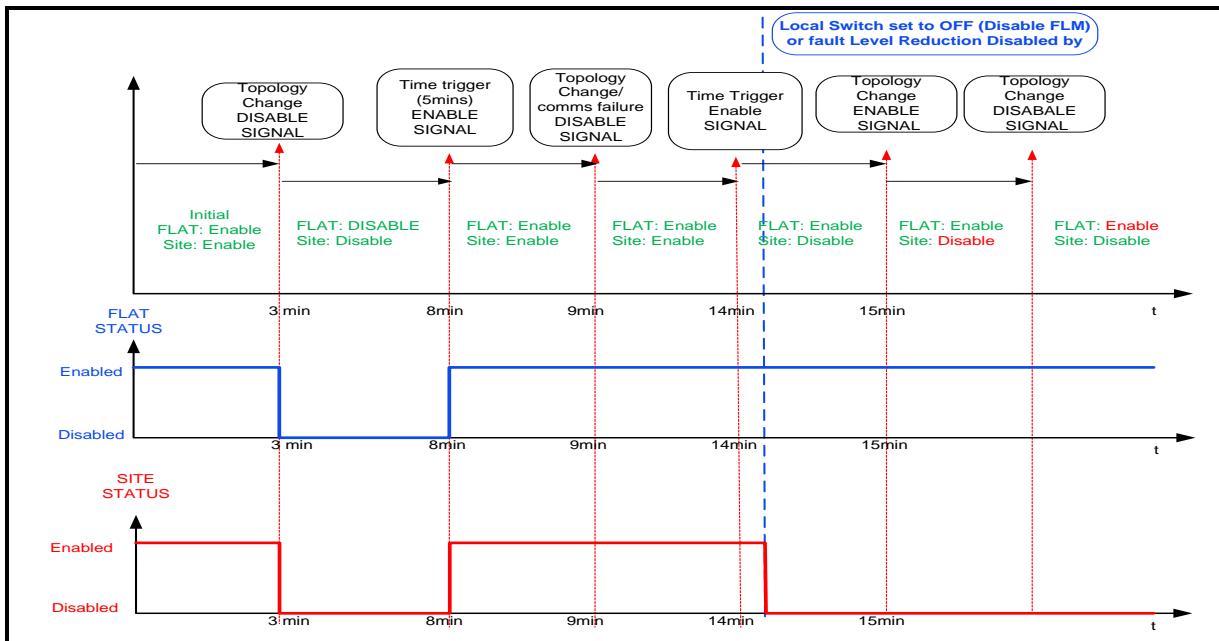 Local Switch set to OFF (Disable FLM)
or fault Level Reduction Disabled by
Topology
Change
DISABLE
SIGNAL
Time trigger
(5mins)
ENABLE
SIGNAL
Topology
Change/
comms failure
DISABLE
SIGNAL
Time Trigger
Enable
SIGNAL
Topology
Change
ENABLE
SIGNAL
Topology
Change
DISABALE
SIGNAL
Initial
FLAT: Enable
Site: Enable
FLAT: DISABLE
Site: Disable
FLAT: Enable
Site: Enable
FLAT: Enable
Site: Enable
FLAT: Enable
Site: Disable
FLAT: Enable
Site: Disable
FLAT: Enable
Site: Disable
3 min
8min
9min
14min
15min
t
FLAT
STATUS
Enabled
Disabled
3 min
8min
9min
14min
15min
t
SITE
STATUS
Enabled
Disabled
3 min
8min
9min
14min
15min
t